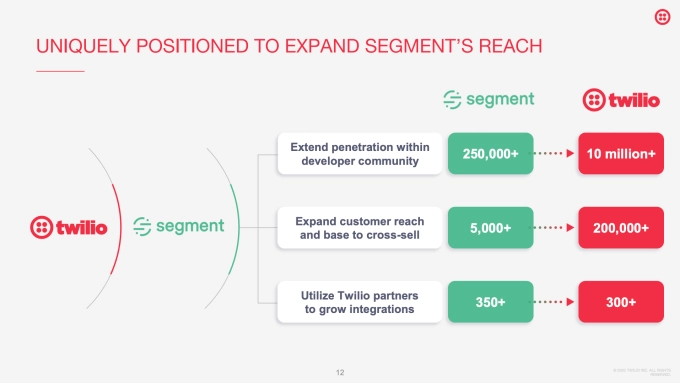 UNIQUELY POSITIONED TO EXPAND SEGMENT’S REACH
segment
twilio
Extend penetration within
developer community
250,000+
10 million+
twilio
segment
Expand customer reach
and base to cross-sell
5,000+
200,000+
Utilize Twilio partners
to grow integrations
350+
300+
12